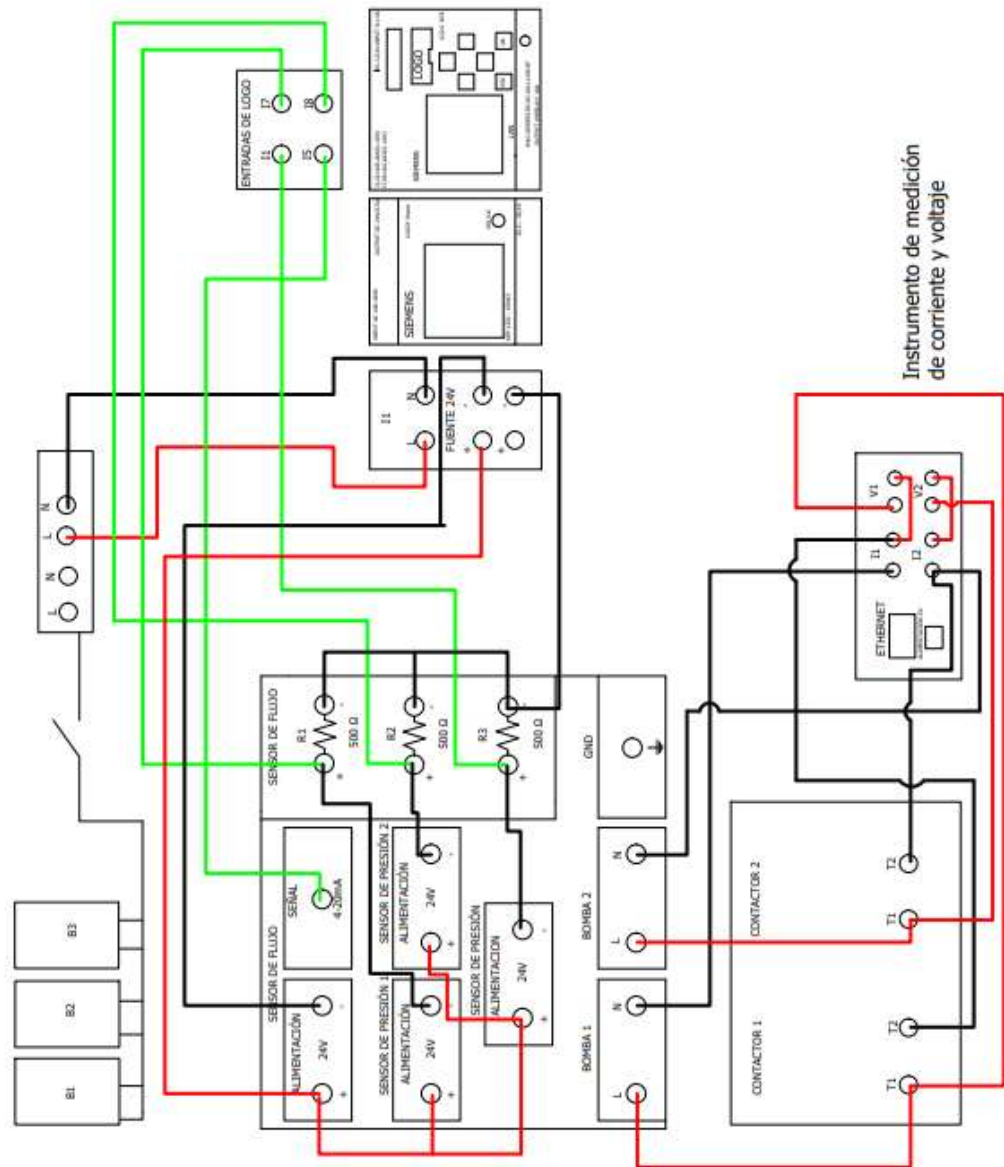 B1
B2
B3
L
N
L
N
ENTRADAS DE LOGO
I1
I7
I5
I8
I1
L
N
FUENTE 24V
+
-
+
-
SIEMENS
SIEMENS
LOGO
SENSOR DE FLUJO
ALIMENTACIÓN
24V
+
-
SEÑAL
4-20mA
SENSOR DE PRESIÓN 1
ALIMENTACIÓN
24V
+
-
SENSOR DE PRESIÓN 2
ALIMENTACIÓN
24V
+
-
SENSOR DE PRESIÓN
ALIMENTACION
24V
+
-
SENSOR DE FLUJO
R1
500 Ω
+
-
R2
500 Ω
+
-
R3
500 Ω
+
-
BOMBA 1
L
N
BOMBA 2
L
N
GND
CONTACTOR 1
T1
T2
CONTACTOR 2
T1
T2
ETHERNET
I1
V1
I2
V2
Instrumento de medición
de corriente y voltaje